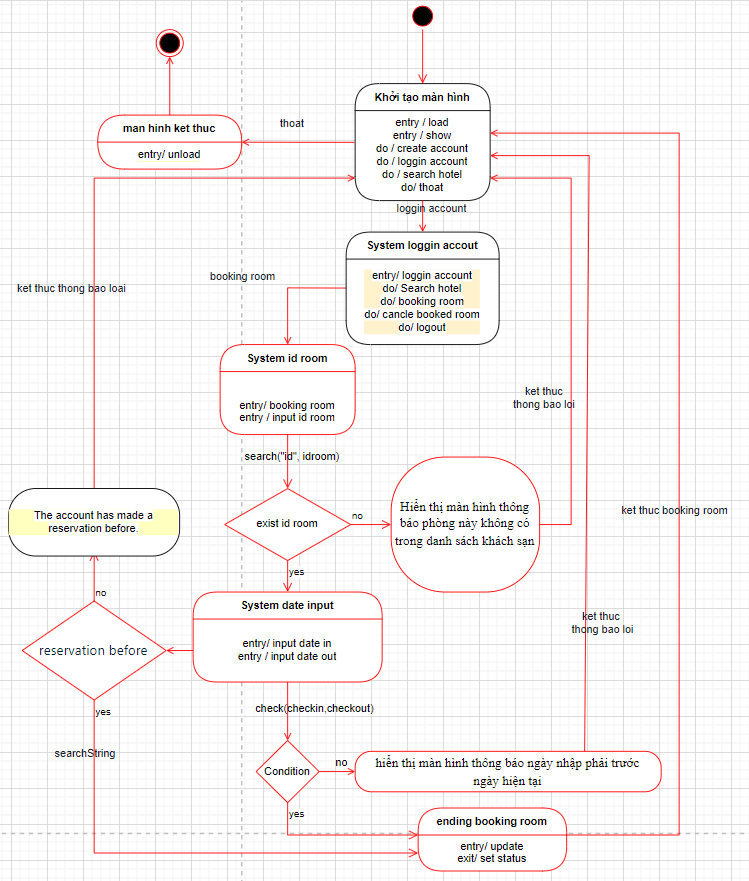 Khởi tạo màn hình
entry / load
entry / show
do / create account
do / loggin account
do / search hotel
do/ thoat
thoat
man hinh ket thuc
entry/ unload
loggin account
System loggin accout
entry/ loggin account
do/ Search hotel
do/ booking room
do/ cancle booked room
do/ logout
booking room
ket thuc thong bao loai
System id room
entry/ booking room
entry / input id room
ket thuc
thong bao loi
search("id", idroom)
exist id room
no
Hiển thị màn hình thông
báo phòng này không có
trong danh sách khách sạn
ket thuc booking room
The account has made a
reservation before.
yes
System date input
entry/ input date in
entry / input date out
no
reservation before
ket thuc
thong bao loi
yes
check(checkin,checkout)
searchString
Condition
no
hiển thị màn hình thông báo ngày nhập phải trước
ngày hiện tại
yes
ending booking room
entry/ update
exit/ set status